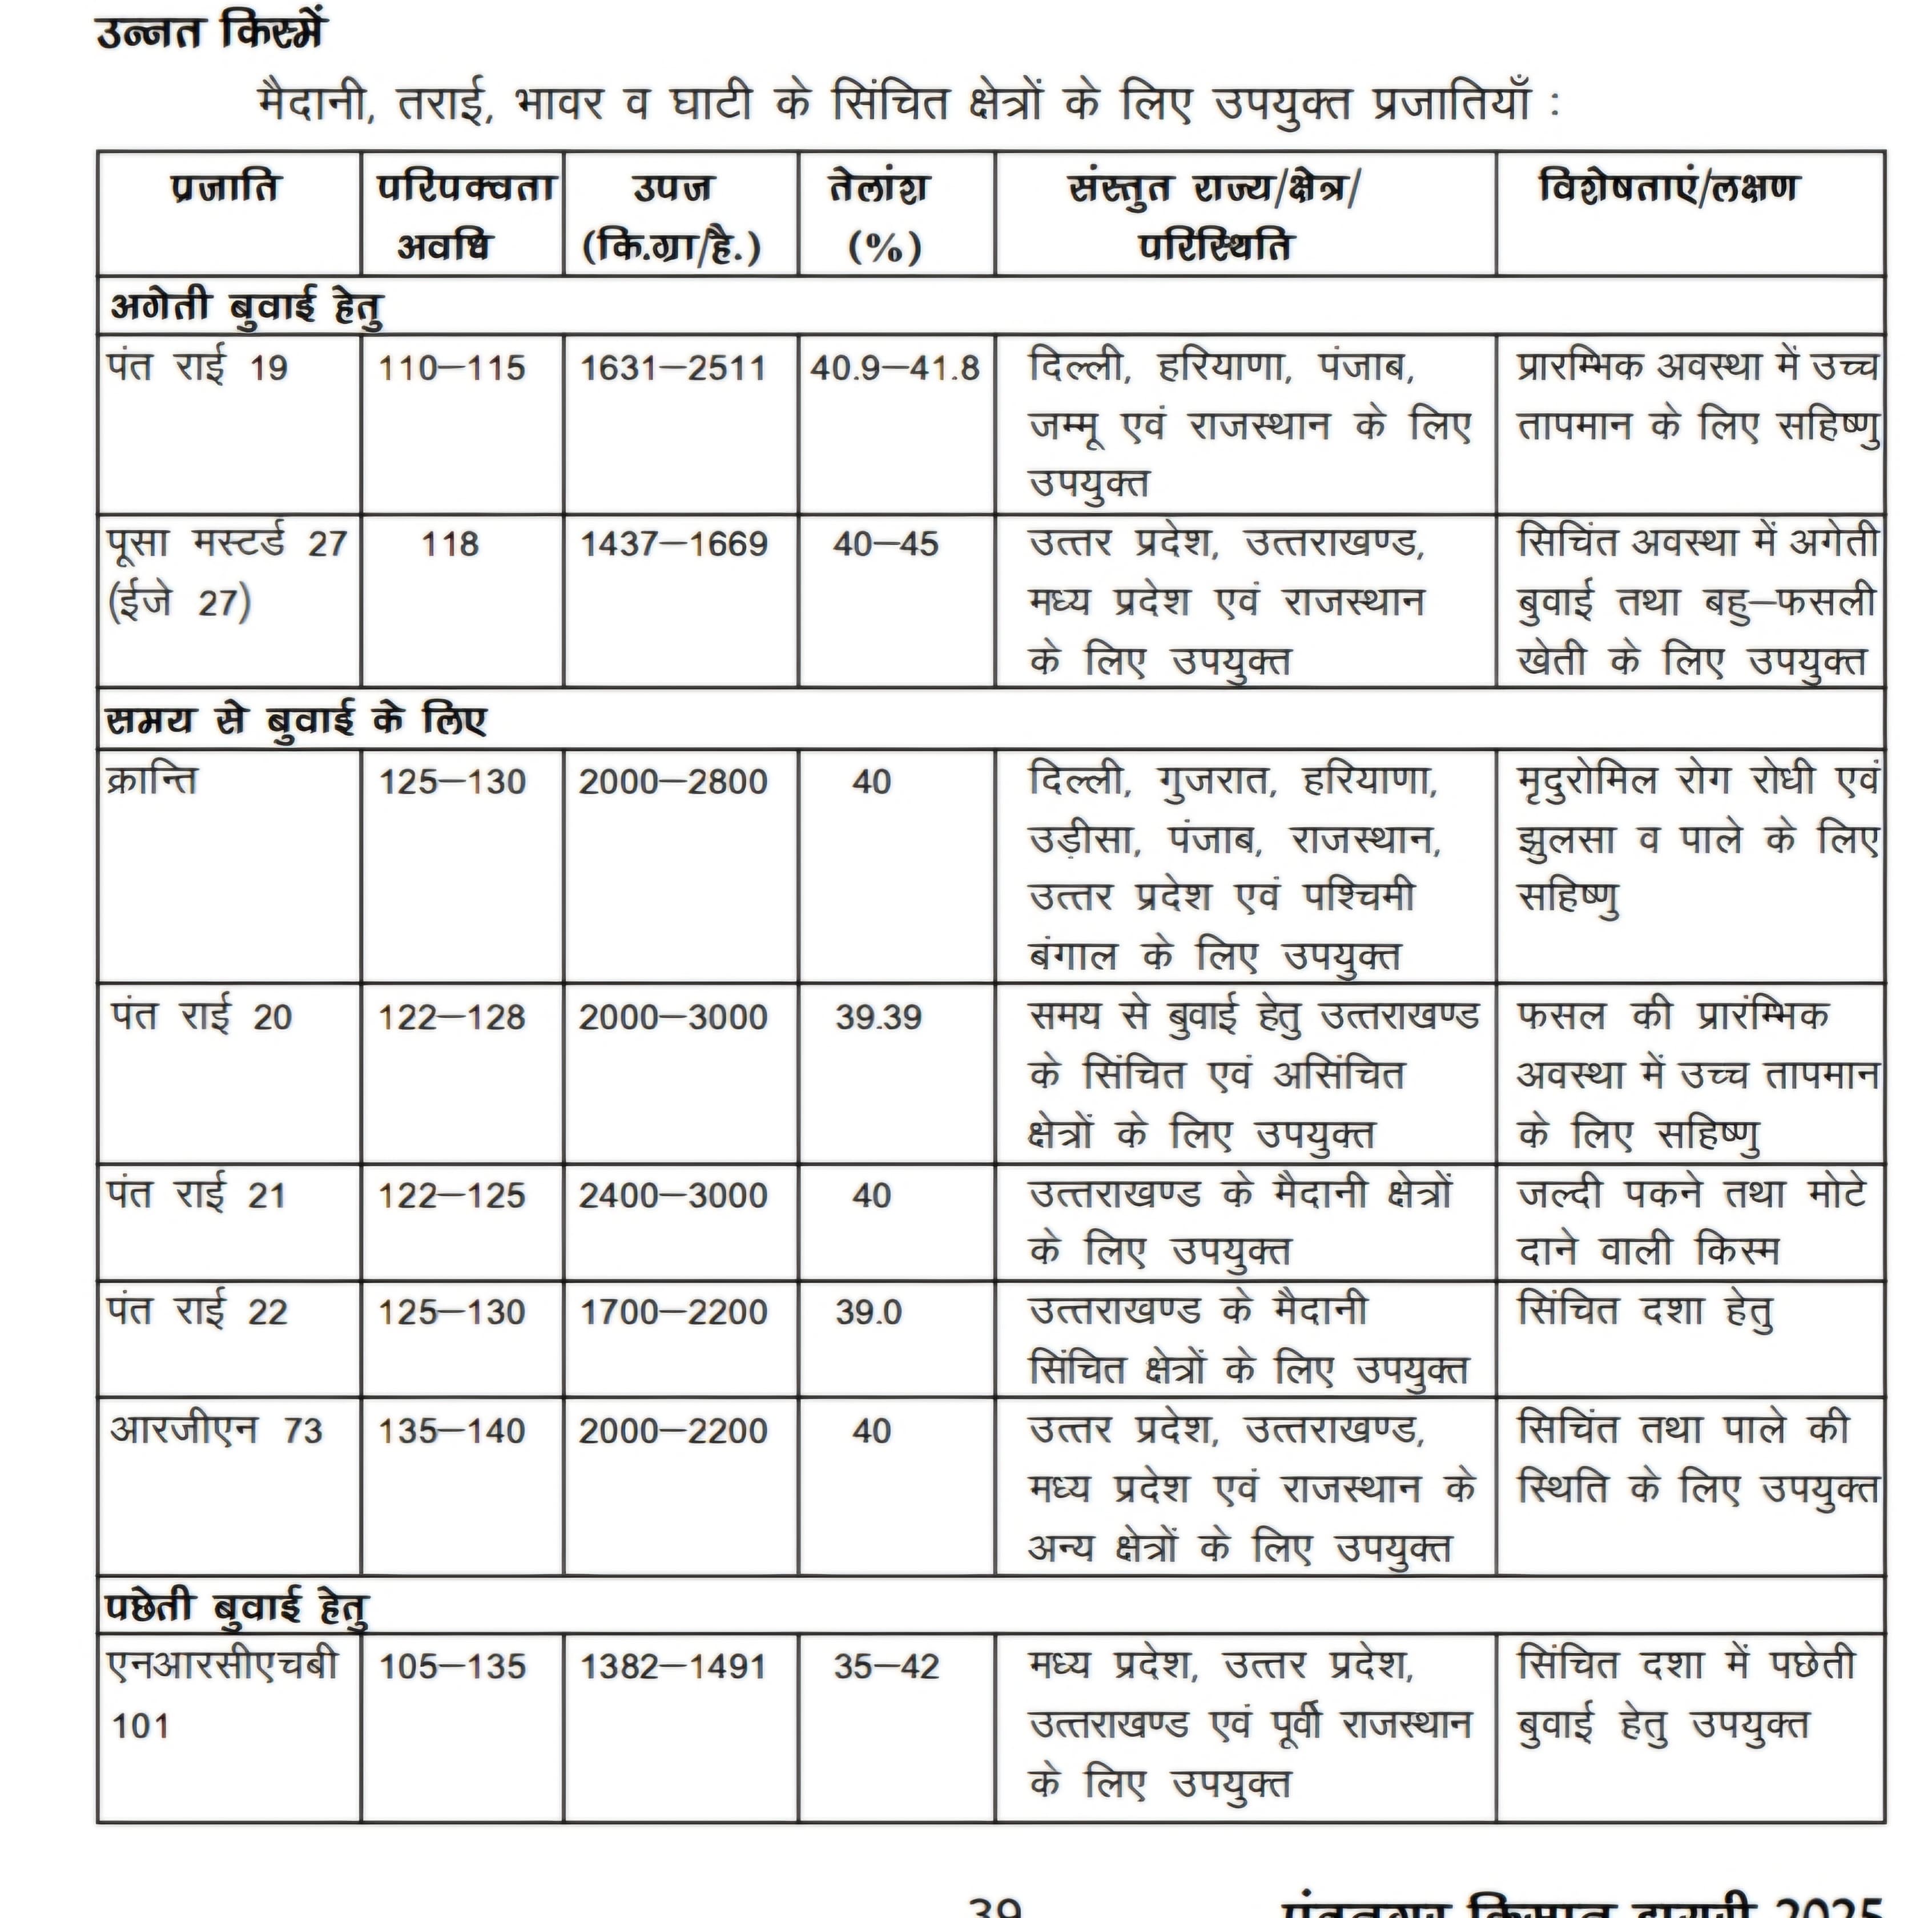 उन्नत किस्में
मैदानी, तराई, भावर व घाटी के सिंचित क्षेत्रों के लिए उपयुक्त प्रजातियाँ :
प्रजाति परिपक्वता अवधि उपज (कि.ग्रा/है.) तेलांश (%) संस्तुत राज्य/क्षेत्र/ परिस्थिति विशेषताएं/लक्षण
अगेती बुवाई हेतु
पंत राई 19 110–115 1631–2511 40.9–41.8 दिल्ली, हरियाणा, पंजाब, प्रारम्भिक अवस्था में उच्च
जम्मू एवं राजस्थान के लिए तापमान के लिए सहिष्णु
उपयुक्त
पूसा मस्टर्ड 27 118 1437–1669 40–45 उत्तर प्रदेश, उत्तराखण्ड, सिचिंत अवस्था में अगेती
(ईजे 27) मध्य प्रदेश एवं राजस्थान बुवाई तथा बहु–फसली
के लिए उपयुक्त खेती के लिए उपयुक्त
समय से बुवाई के लिए
क्रान्ति 125–130 2000–2800 40 दिल्ली, गुजरात, हरियाणा, मृदुरोमिल रोग रोधी एवं
उड़ीसा, पंजाब, राजस्थान, झुलसा व पाले के लिए
उत्तर प्रदेश एवं पश्चिमी सहिष्णु
बंगाल के लिए उपयुक्त
पंत राई 20 122–128 2000–3000 39.39 समय से बुवाई हेतु उत्तराखण्ड फसल की प्रारंम्भिक
के सिंचित एवं असिंचित अवस्था में उच्च तापमान
क्षेत्रों के लिए उपयुक्त के लिए सहिष्णु
पंत राई 21 122–125 2400–3000 40 उत्तराखण्ड के मैदानी क्षेत्रों जल्दी पकने तथा मोटे
के लिए उपयुक्त दाने वाली किस्म
पंत राई 22 125–130 1700–2200 39.0 उत्तराखण्ड के मैदानी सिंचित दशा हेतु
सिंचित क्षेत्रों के लिए उपयुक्त
आरजीएन 73 135–140 2000–2200 40 उत्तर प्रदेश, उत्तराखण्ड, सिचिंत तथा पाले की
मध्य प्रदेश एवं राजस्थान के स्थिति के लिए उपयुक्त
अन्य क्षेत्रों के लिए उपयुक्त
पछेती बुवाई हेतु
एनआरसीएचबी 105–135 1382–1491 35–42 मध्य प्रदेश, उत्तर प्रदेश, सिंचित दशा में पछेती
101 उत्तराखण्ड एवं पूर्वी राजस्थान बुवाई हेतु उपयुक्त
के लिए उपयुक्त
39 पंतनगर किसान डायरी 2025